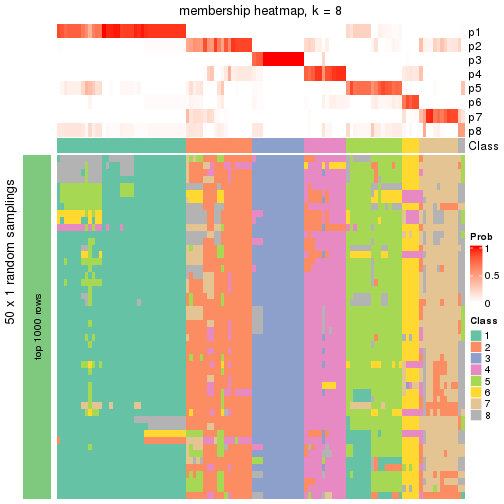 membership heatmap, k = 8
p1
p2
p3
p4
p5
p6
p7
p8
Class
50 x 1 random samplings
top 1000 rows
Prob
1
0.5
0
Class
1
2
3
4
5
6
7
8